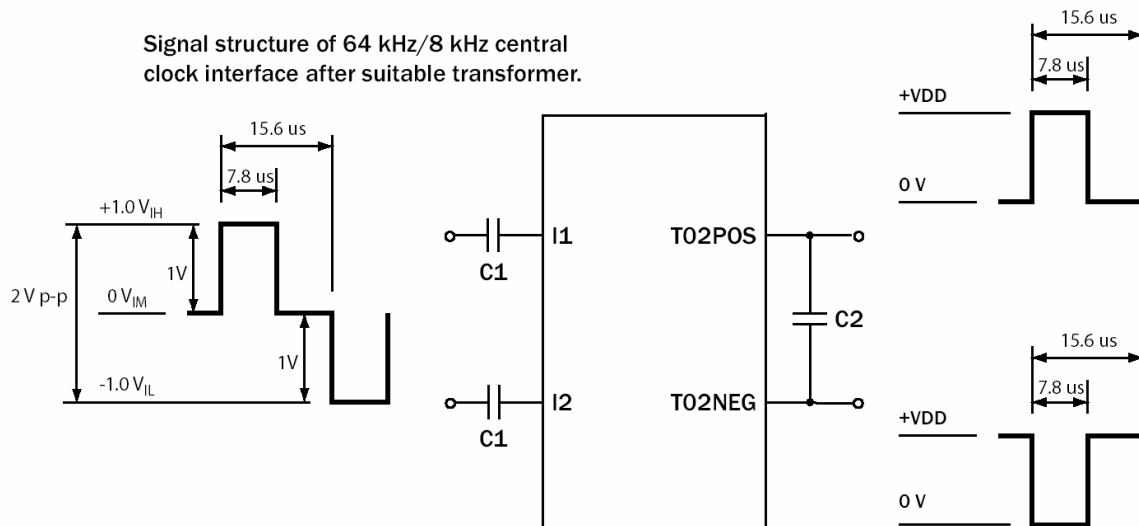 Signal structure of 64 kHz/8 kHz central
clock interface after suitable transformer.
15.6 us
7.8 us
+1.0 VIH
1V
2 V p-p
0 VIM
1V
-1.0 VIL
C1
I1
C1
I2
TO2POS
TO2NEG
C2
15.6 us
7.8 us
+VDD
0 V
15.6 us
7.8 us
+VDD
0 V